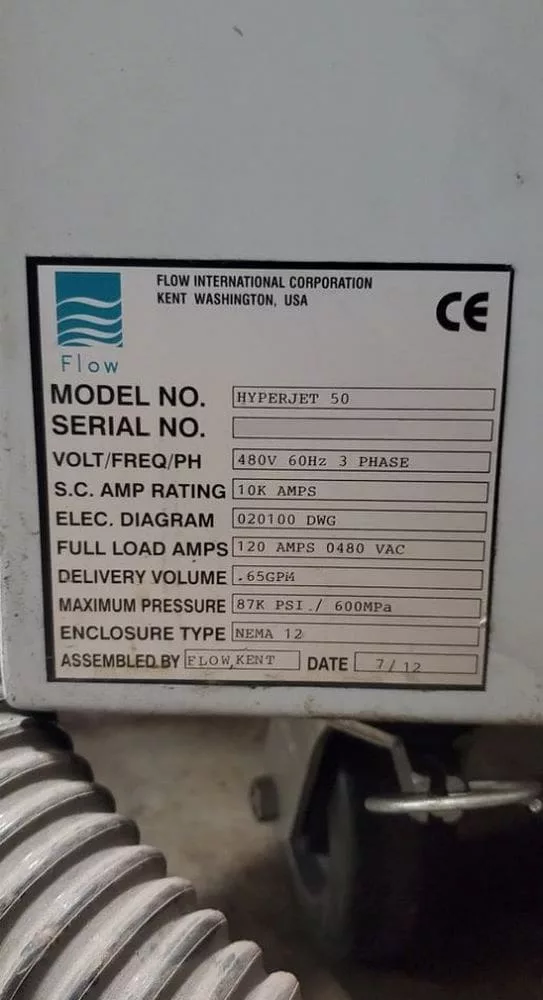 FLOW INTERNATIONAL CORPORATION
KENT WASHINGTON, USA
CE
Flow
MODEL NO. HYPERJET 50
SERIAL NO.
VOLT/FREQ/PH 480V 60Hz 3 PHASE
S.C. AMP RATING 10K AMPS
ELEC. DIAGRAM 020100 DWG
FULL LOAD AMPS 120 AMPS @480 VAC
DELIVERY VOLUME .65GPM
MAXIMUM PRESSURE 87K PSI / 600MPa
ENCLOSURE TYPE NEMA 12
ASSEMBLED BY FLOW,KENT DATE 7/12